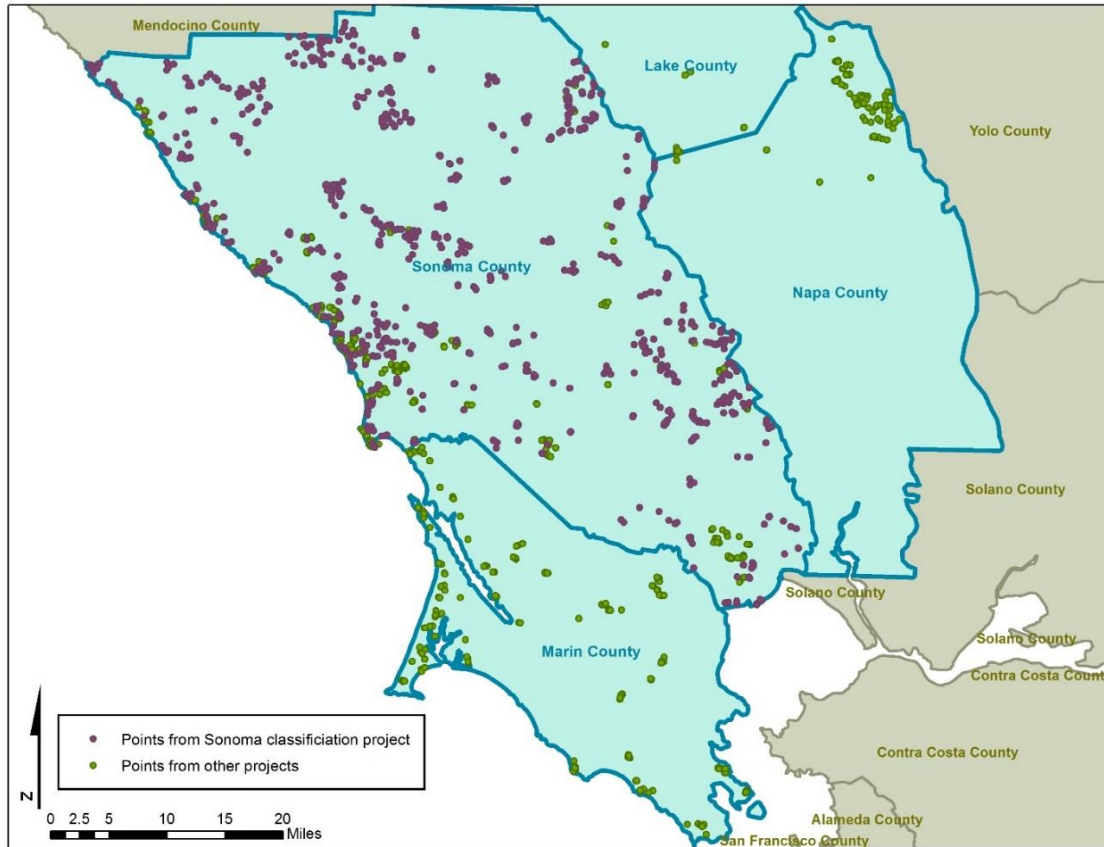 Mendocino County
Lake County
Yolo County
Sonoma County
Napa County
Solano County
Solano County
Solano County
Marin County
Contra Costa Count
Contra Costa County
Points from Sonoma classificiation project
Points from other projects
N
0 2.5 5 10 15 20
Miles
Alameda County
San Francisco County